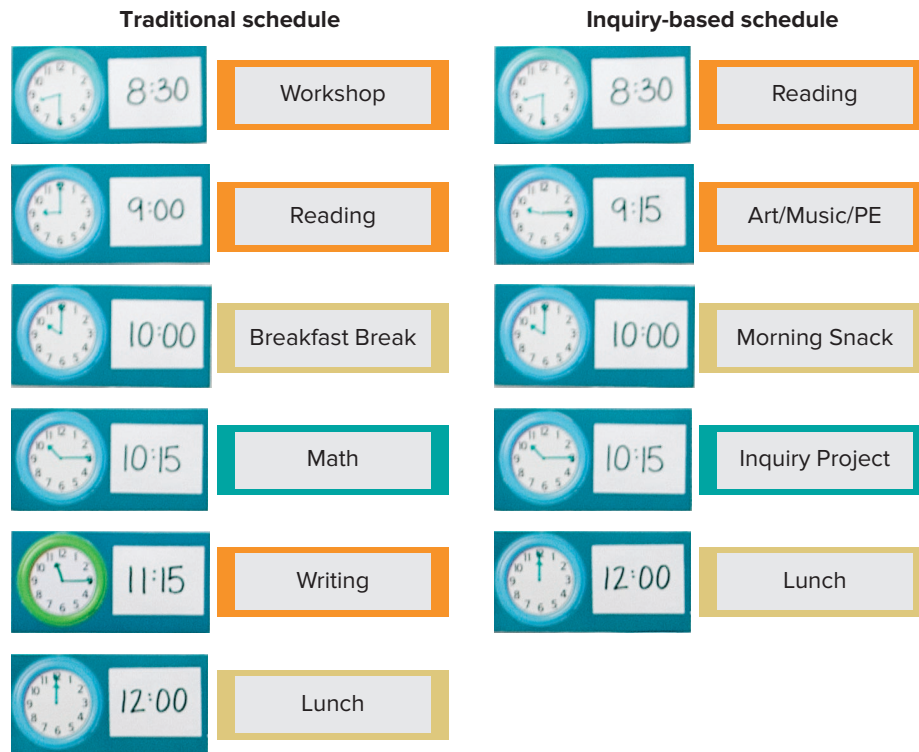 Traditional schedule
8:30
Workshop
9:00
Reading
10:00
Breakfast Break
10:15
Math
11:15
Writing
12:00
Lunch
Inquiry-based schedule
8:30
Reading
9:15
Art/Music/PE
10:00
Morning Snack
10:15
Inquiry Project
12:00
Lunch